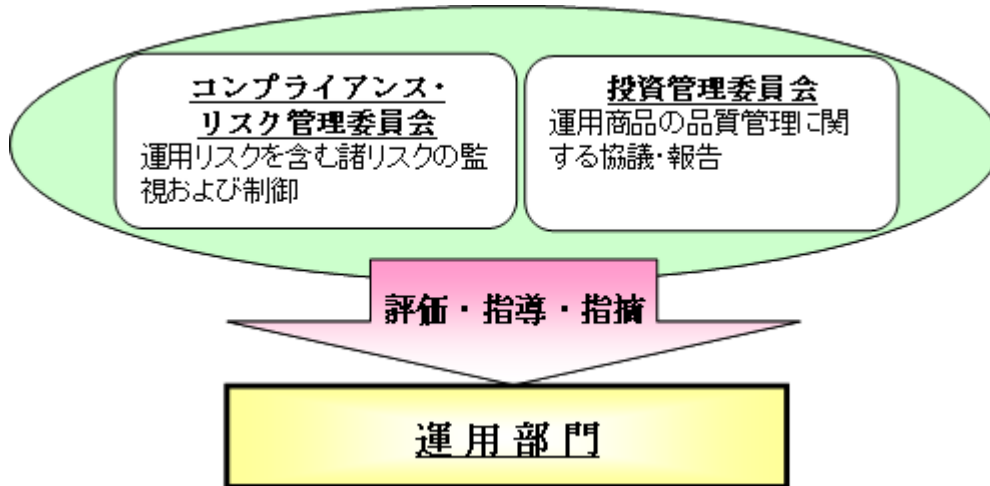 コンプライアンス・
リスク管理委員会
運用リスクを含む諸リスクの監
視および制御
投資管理委員会
運用商品の品質管理に関
する協議・報告
評価・指導・指摘
運用部門